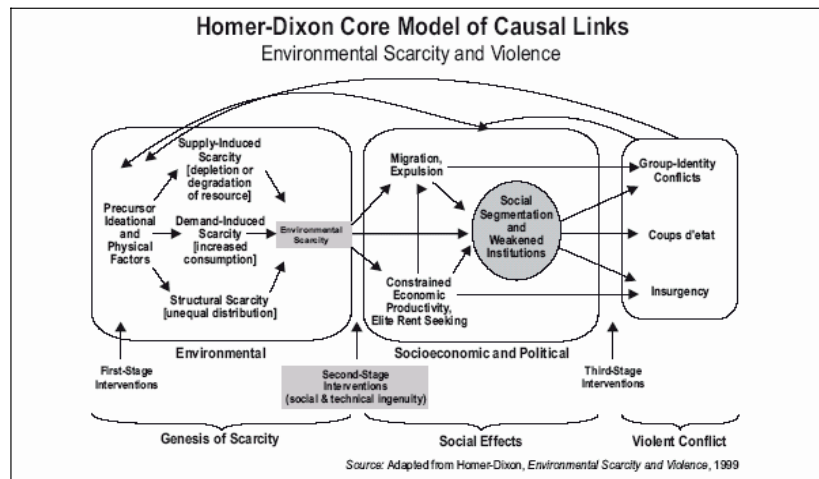 Homer-Dixon Core Model of Causal Links
Environmental Scarcity and Violence
Supply-Induced
Scarcity
[depletion or
degradation
of resource]
Precursor
Ideational and
Physical
Factors
Demand-Induced
Scarcity
[increased
consumption]
Structural Scarcity
[unequal distribution]
Environmental
Scarcity
Environmental
Migration,
Expulsion
Social
Segmentation
and
Weakened
Institutions
Constrained
Economic
Productivity,
Elite Rent Seeking
Socioeconomic and Political
Group-Identity
Conflicts
Coups d'etat
Insurgency
First-Stage
Interventions
Second-Stage
Interventions
(social & technical ingenuity)
Third-Stage
Interventions
Genesis of Scarcity
Social Effects
Violent Conflict
Source: Adapted from Homer-Dixon, Environmental Scarcity and Violence, 1999